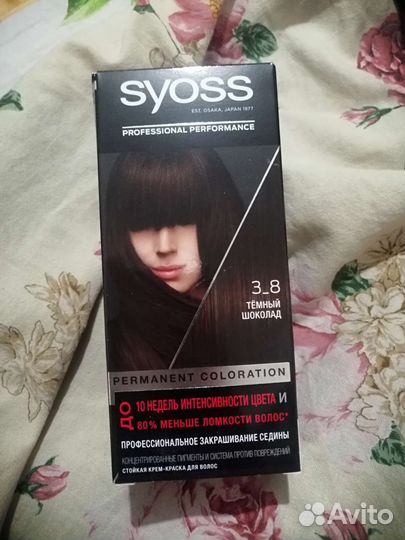 syoss
EST. OSAKA, JAPAN 1977
PROFESSIONAL PERFORMANCE
3_8
ТЁМНЫЙ
ШОКОЛАД
PERMANENT COLORATION
ДО
10 НЕДЕЛЬ ИНТЕНСИВНОСТИ ЦВЕТА И
80% МЕНЬШЕ ЛОМКОСТИ ВОЛОС*
ПРОФЕССИОНАЛЬНОЕ ЗАКРАШИВАНИЕ СЕДИНЫ
КОНЦЕНТРИРОВАННЫЕ ПИГМЕНТЫ И СИСТЕМА ПРОТИВ ПОВРЕЖДЕНИЙ
СТОЙКАЯ КРЕМ-КРАСКА ДЛЯ ВОЛОС
Avito